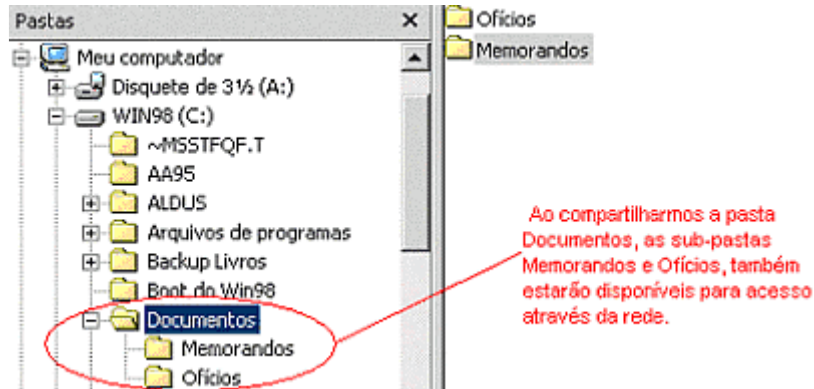 Pastas
Meu computador
Disquete de 3½ (A:)
WIN98 (C:)
~MSSTFQF.T
AA95
ALDUS
Arquivos de programas
Backup Livros
Boot do Win98
Documentos
Memorandos
Ofícios
Ofícios
Memorandos
Ao compartilharmos a pasta
Documentos, as sub-pastas
Memorandos e Ofícios, também
estarão disponíveis para acesso
através da rede.